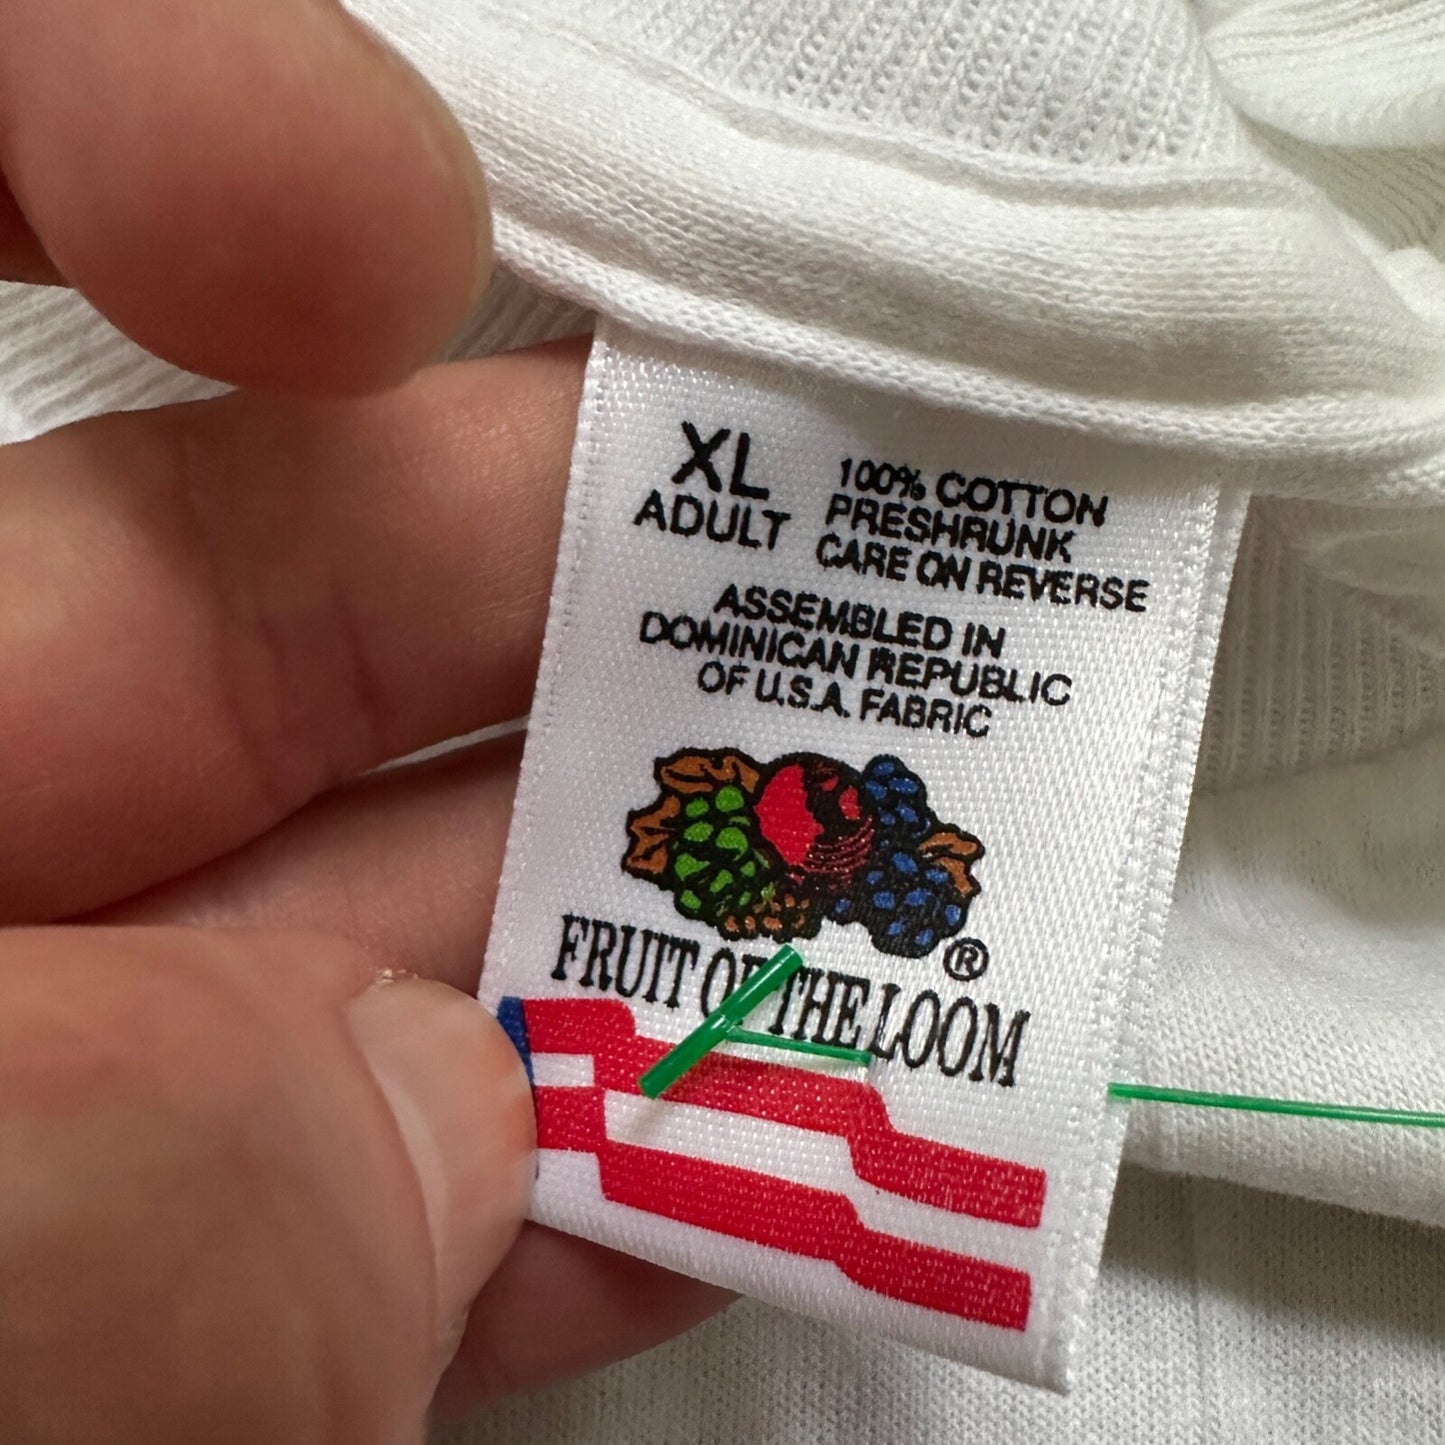 XL
ADULT
100% COTTON
PRESHRUNK
CARE ON REVERSE
ASSEMBLED IN
DOMINICAN REPUBLIC
OF U.S.A. FABRIC
FRUIT OF THE LOOM ®